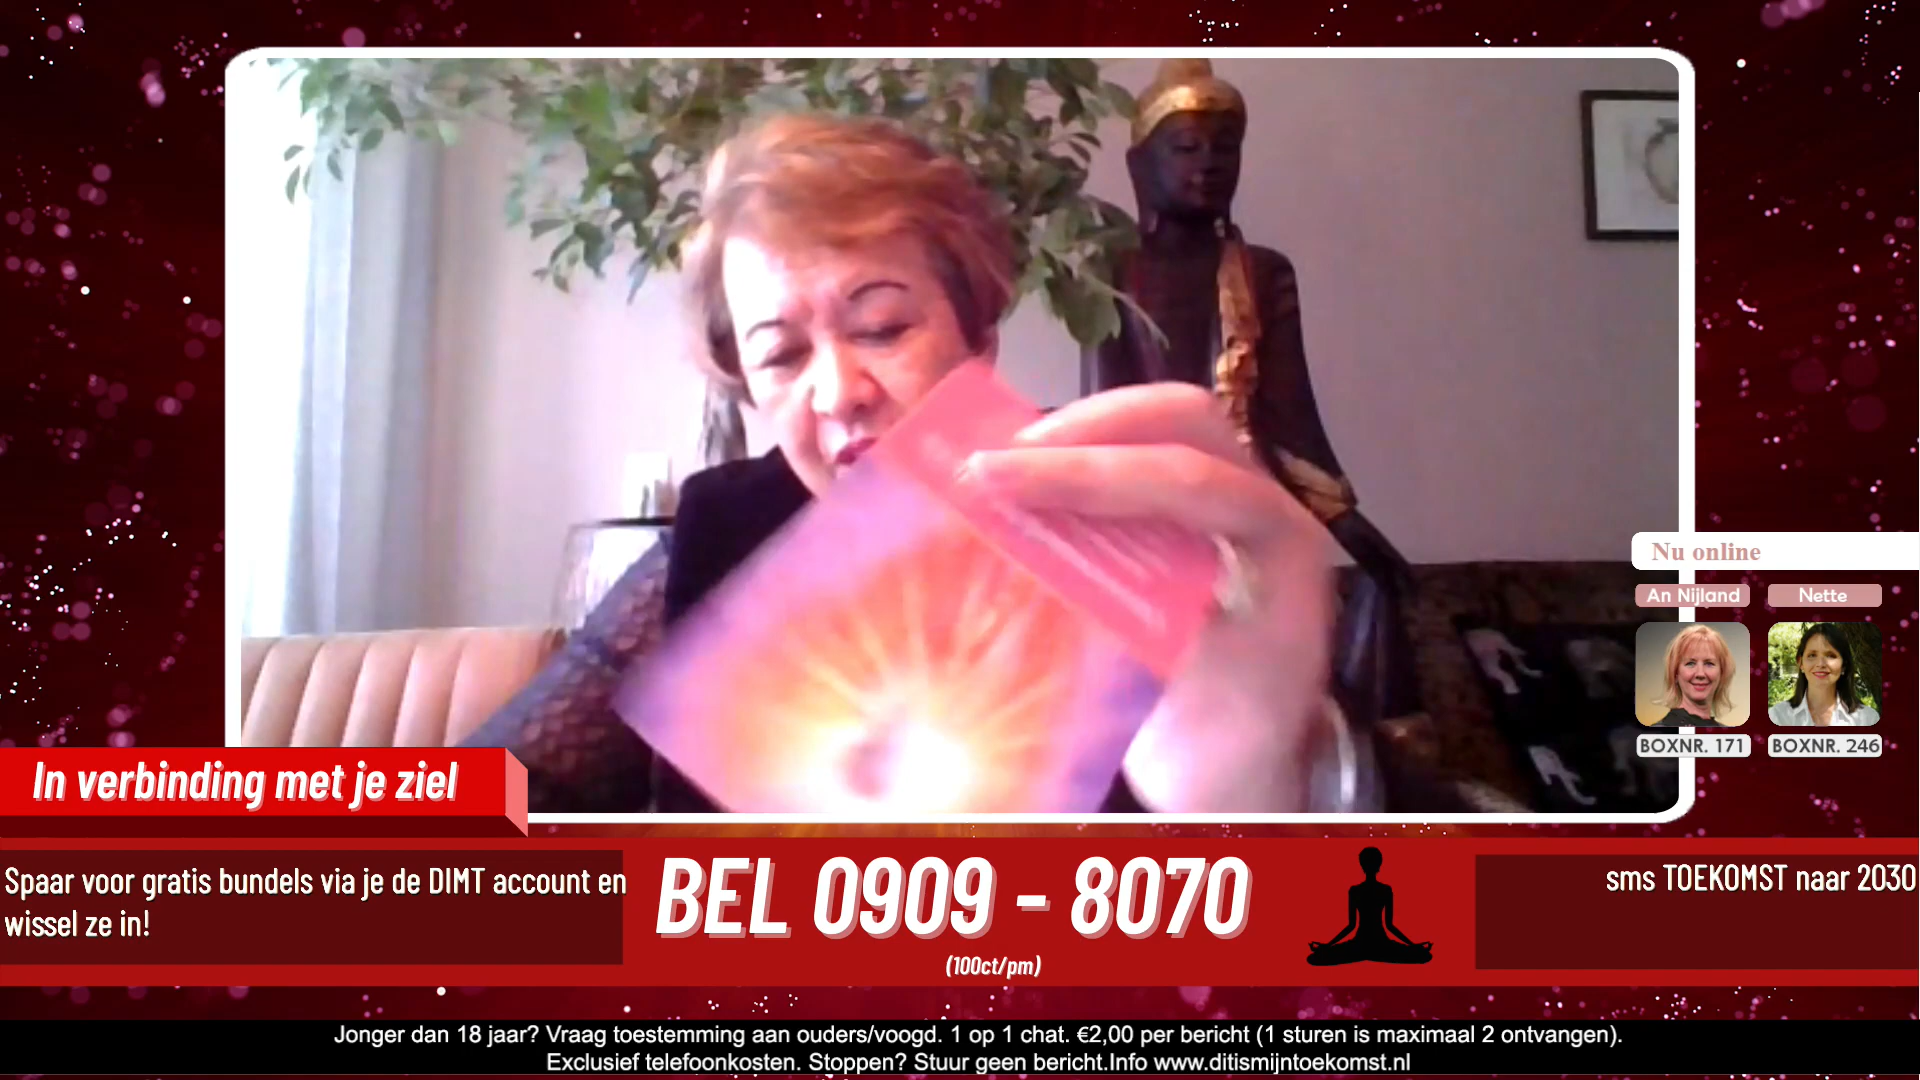 Nu online
An Nijland
Nette
BOXNR. 171
BOXNR. 246
In verbinding met je ziel
Spaar voor gratis bundels via je de DIMT account en
wissel ze in!
BEL 0909 - 8070
(100ct/pm)
sms TOEKOMST naar 2030
Jonger dan 18 jaar? Vraag toestemming aan ouders/voogd. 1 op 1 chat. €2,00 per bericht (1 sturen is maximaal 2 ontvangen).
Exclusief telefoonkosten. Stoppen? Stuur geen bericht.Info www.ditismijntoekomst.nl